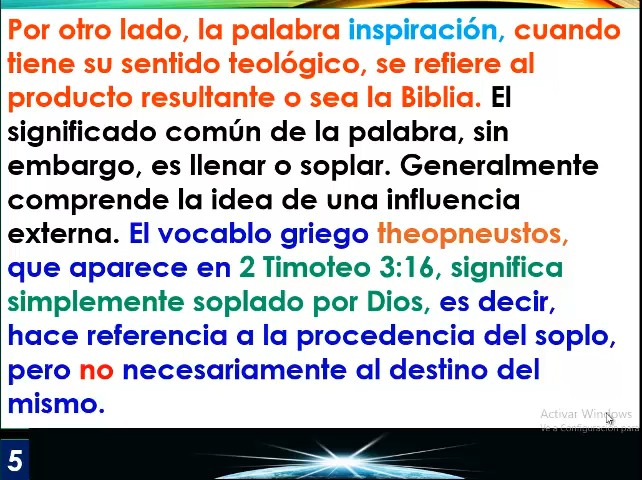 Por otro lado, la palabra inspiración, cuando
tiene su sentido teológico, se refiere al
producto resultante o sea la Biblia. El
significado común de la palabra, sin
embargo, es llenar o soplar. Generalmente
comprende la idea de una influencia
externa. El vocablo griego theopneustos,
que aparece en 2 Timoteo 3:16, significa
simplemente soplado por Dios, es decir,
hace referencia a la procedencia del soplo,
pero no necesariamente al destino del
mismo.
Activar Windows
Ve a Configuración para
5